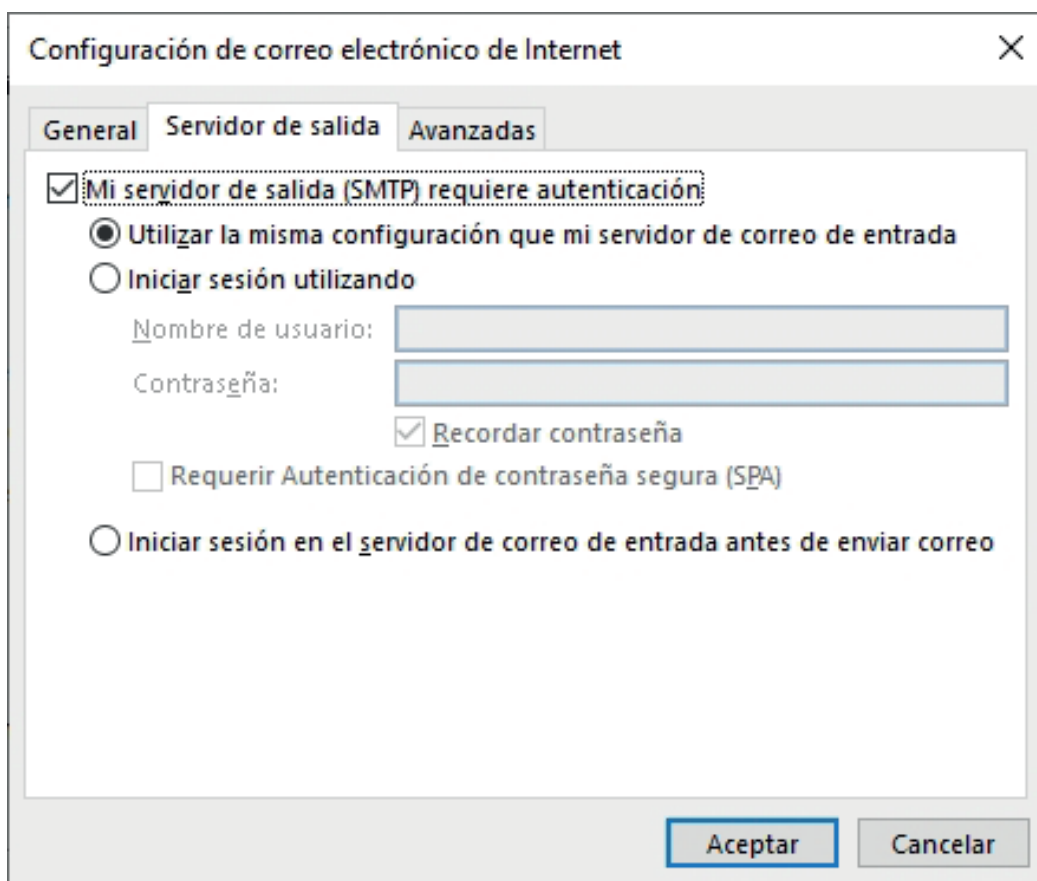 Configuración de correo electrónico de Internet
General Servidor de salida Avanzadas
Mi servidor de salida (SMTP) requiere autenticación
Utilizar la misma configuración que mi servidor de correo de entrada
Iniciar sesión utilizando
Nombre de usuario:
Contraseña:
Recordar contraseña
Requerir Autenticación de contraseña segura (SPA)
Iniciar sesión en el servidor de correo de entrada antes de enviar correo
Aceptar Cancelar